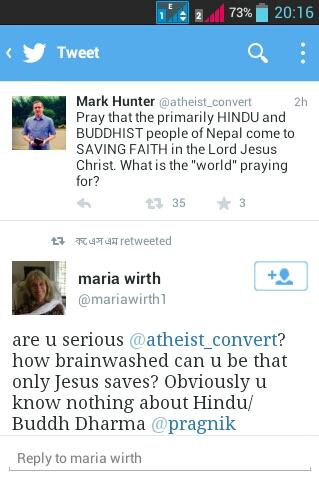 E
1 2 73% 20:16
Tweet
Mark Hunter @atheist_convert 2h
Pray that the primarily HINDU and
BUDDHIST people of Nepal come to
SAVING FAITH in the Lord Jesus
Christ. What is the "world" praying
for?
35 3
retweeted
maria wirth
@mariawirth1
are u serious @atheist_convert?
how brainwashed can u be that
only Jesus saves? Obviously u
know nothing about Hindu/
Buddh Dharma @pragnik
Reply to maria wirth